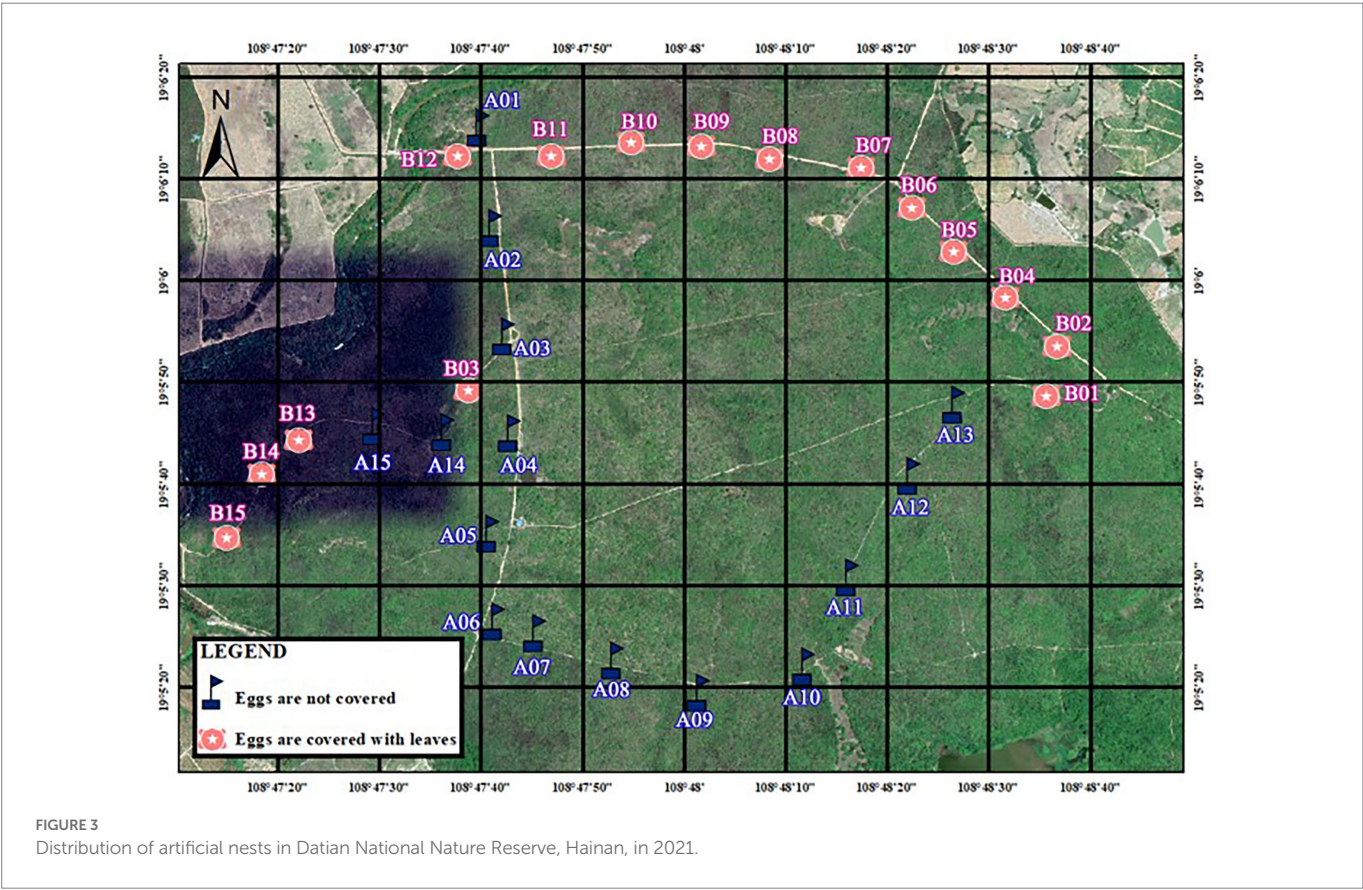 108°47'20" 108°47'30" 108°47'40" 108°47'50" 108°48' 108°48'10" 108°48'20" 108°48'30" 108°48'40"
19°6'20" 19°6'20"
N
A01
B12 B11 B10 B09 B08 B07
19°6'10" 19°6'10"
B06
A02 B05
19°6' 19°6'
B04
A03 B02
B03
19°5'50" 19°5'50"
B01
B13 A13
B14 A15 A14 A04
19°5'40" 19°5'40"
A12
B15 A05
19°5'30" 19°5'30"
A11
A06
A07
A08 A10
19°5'20" 19°5'20"
A09
LEGEND
Eggs are not covered
Eggs are covered with leaves
108°47'20" 108°47'30" 108°47'40" 108°47'50" 108°48' 108°48'10" 108°48'20" 108°48'30" 108°48'40"
FIGURE 3
Distribution of artificial nests in Datian National Nature Reserve, Hainan, in 2021.